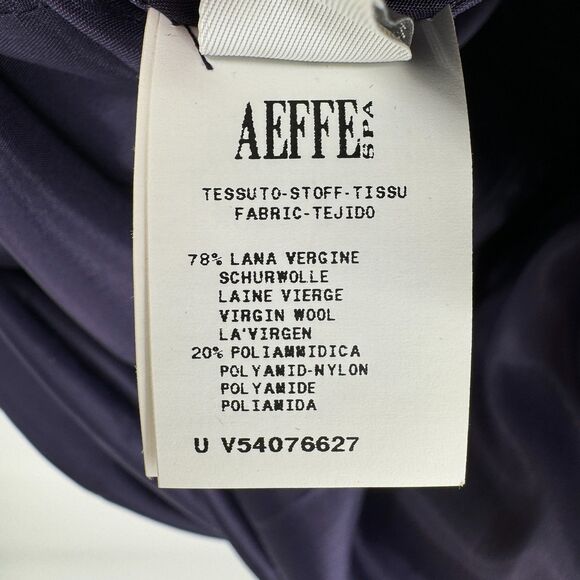 AEFFE SPA
TESSUTO-STOFF-TISSU
FABRIC-TEJIDO
78% LANA VERGINE
SCHURWOLLE
LAINE VIERGE
VIRGIN WOOL
LA'VIRGEN
20% POLIAMMIDICA
POLYAMID-NYLON
POLYAMIDE
POLIAMIDA
U V54076627